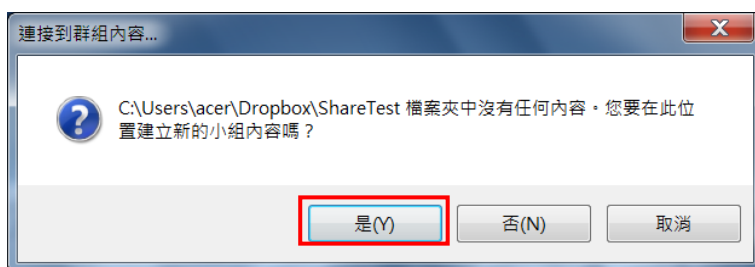 連接到群組內容...
C:\Users\acer\Dropbox\ShareTest 檔案夾中沒有任何內容。您要在此位
置建立新的小組內容嗎？
是(Y)
否(N)
取消